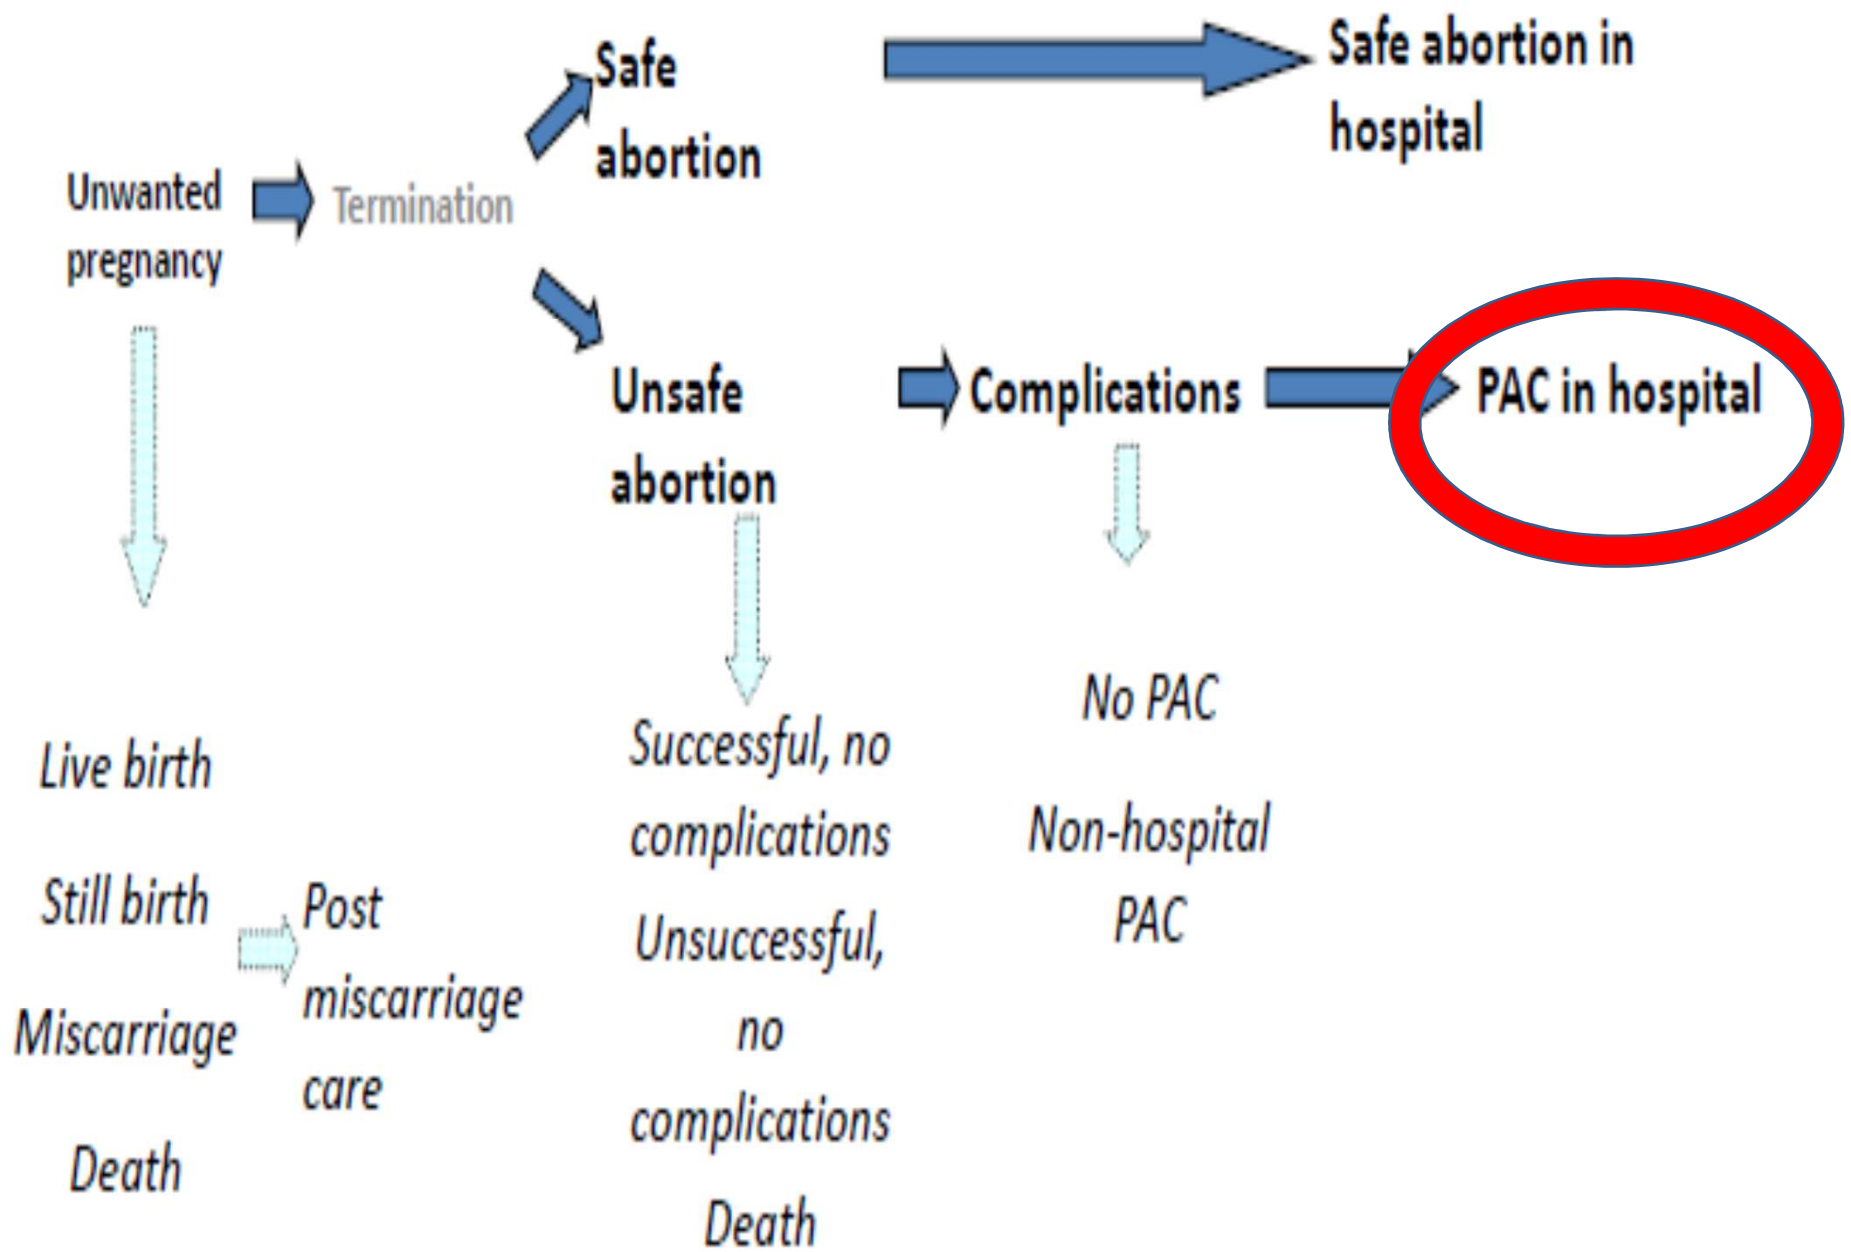 Safe
abortion
Safe abortion in
hospital
Unwanted
pregnancy
Termination
Unsafe
abortion
Complications
PAC in hospital
Live birth
Still birth
Miscarriage
Death
Post
miscarriage
care
Successful, no
complications
Unsuccessful,
no
complications
Death
No PAC
Non-hospital
PAC